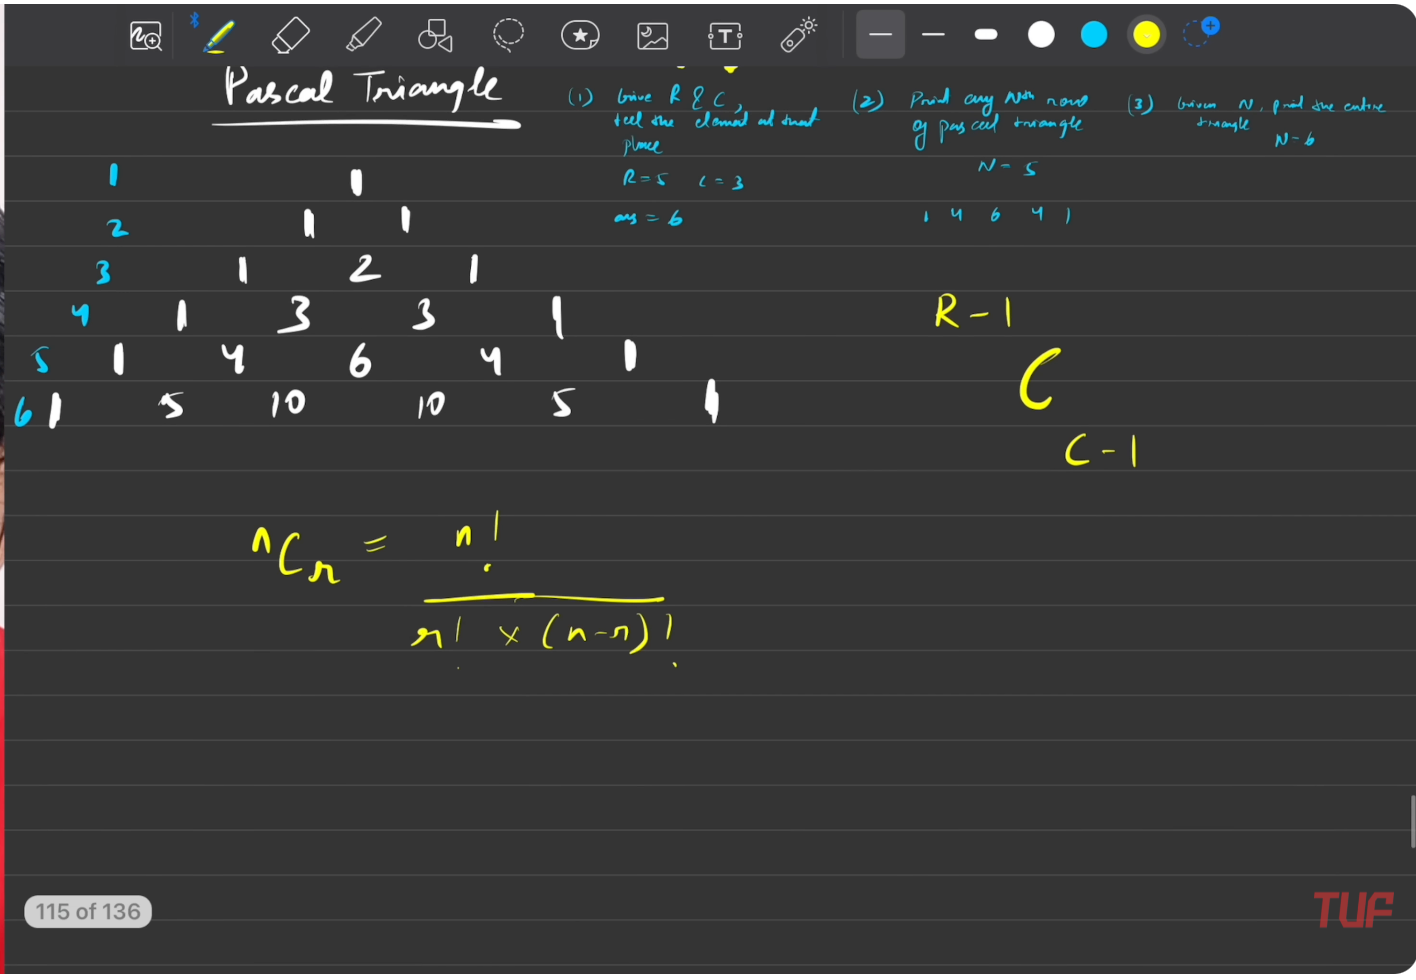 Pascal Triangle
(1) Give R & C,
tell the element at that
place
R = 5 C = 3
ans = 6
(2) Print any Nth row
of pascal triangle
N = 5
1 4 6 4 1
(3) Given N, print the entire
triangle
N - 6
1 1
2 1 1
3 1 2 1
4 1 3 3 1
5 1 4 6 4 1
6 1 5 10 10 5 1
R - 1
C
C - 1
nCr = n!
r! x (n-r)!
115 of 136
TUF